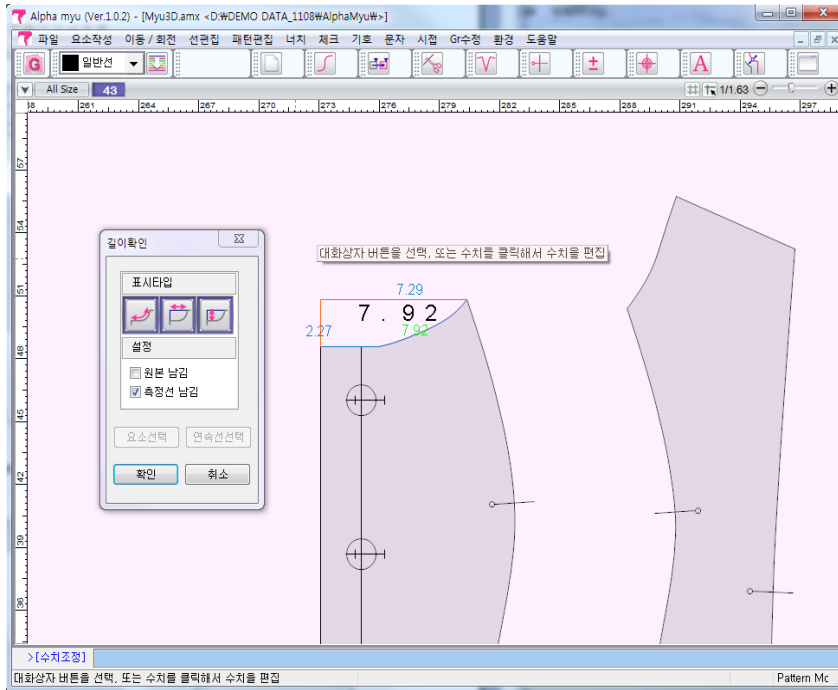 Alpha myu (Ver.1.0.2) - [Myu3D.amx <D:₩DEMO DATA_1108₩AlphaMyu₩>]
파일 요소작성 이동/회전 선편집 패턴편집 너치 체크 기호 문자 시접 Gr수정 환경 도움말
G 일반선 A
All Size 43 1/1.63
261 264 267 270 273 276 279 282 285 288 291 294 297
57
54
51
48
45
42
39
36
길이확인
표시타입
설정
원본 남김
측정선 남김
요소선택 연속선선택
확인 취소
대화상자 버튼을 선택, 또는 수치를 클릭해서 수치을 편집
7.29
7.92
2.27
7.92
>[수치조정]
대화상자 버튼을 선택, 또는 수치를 클릭해서 수치을 편집
Pattern Mc